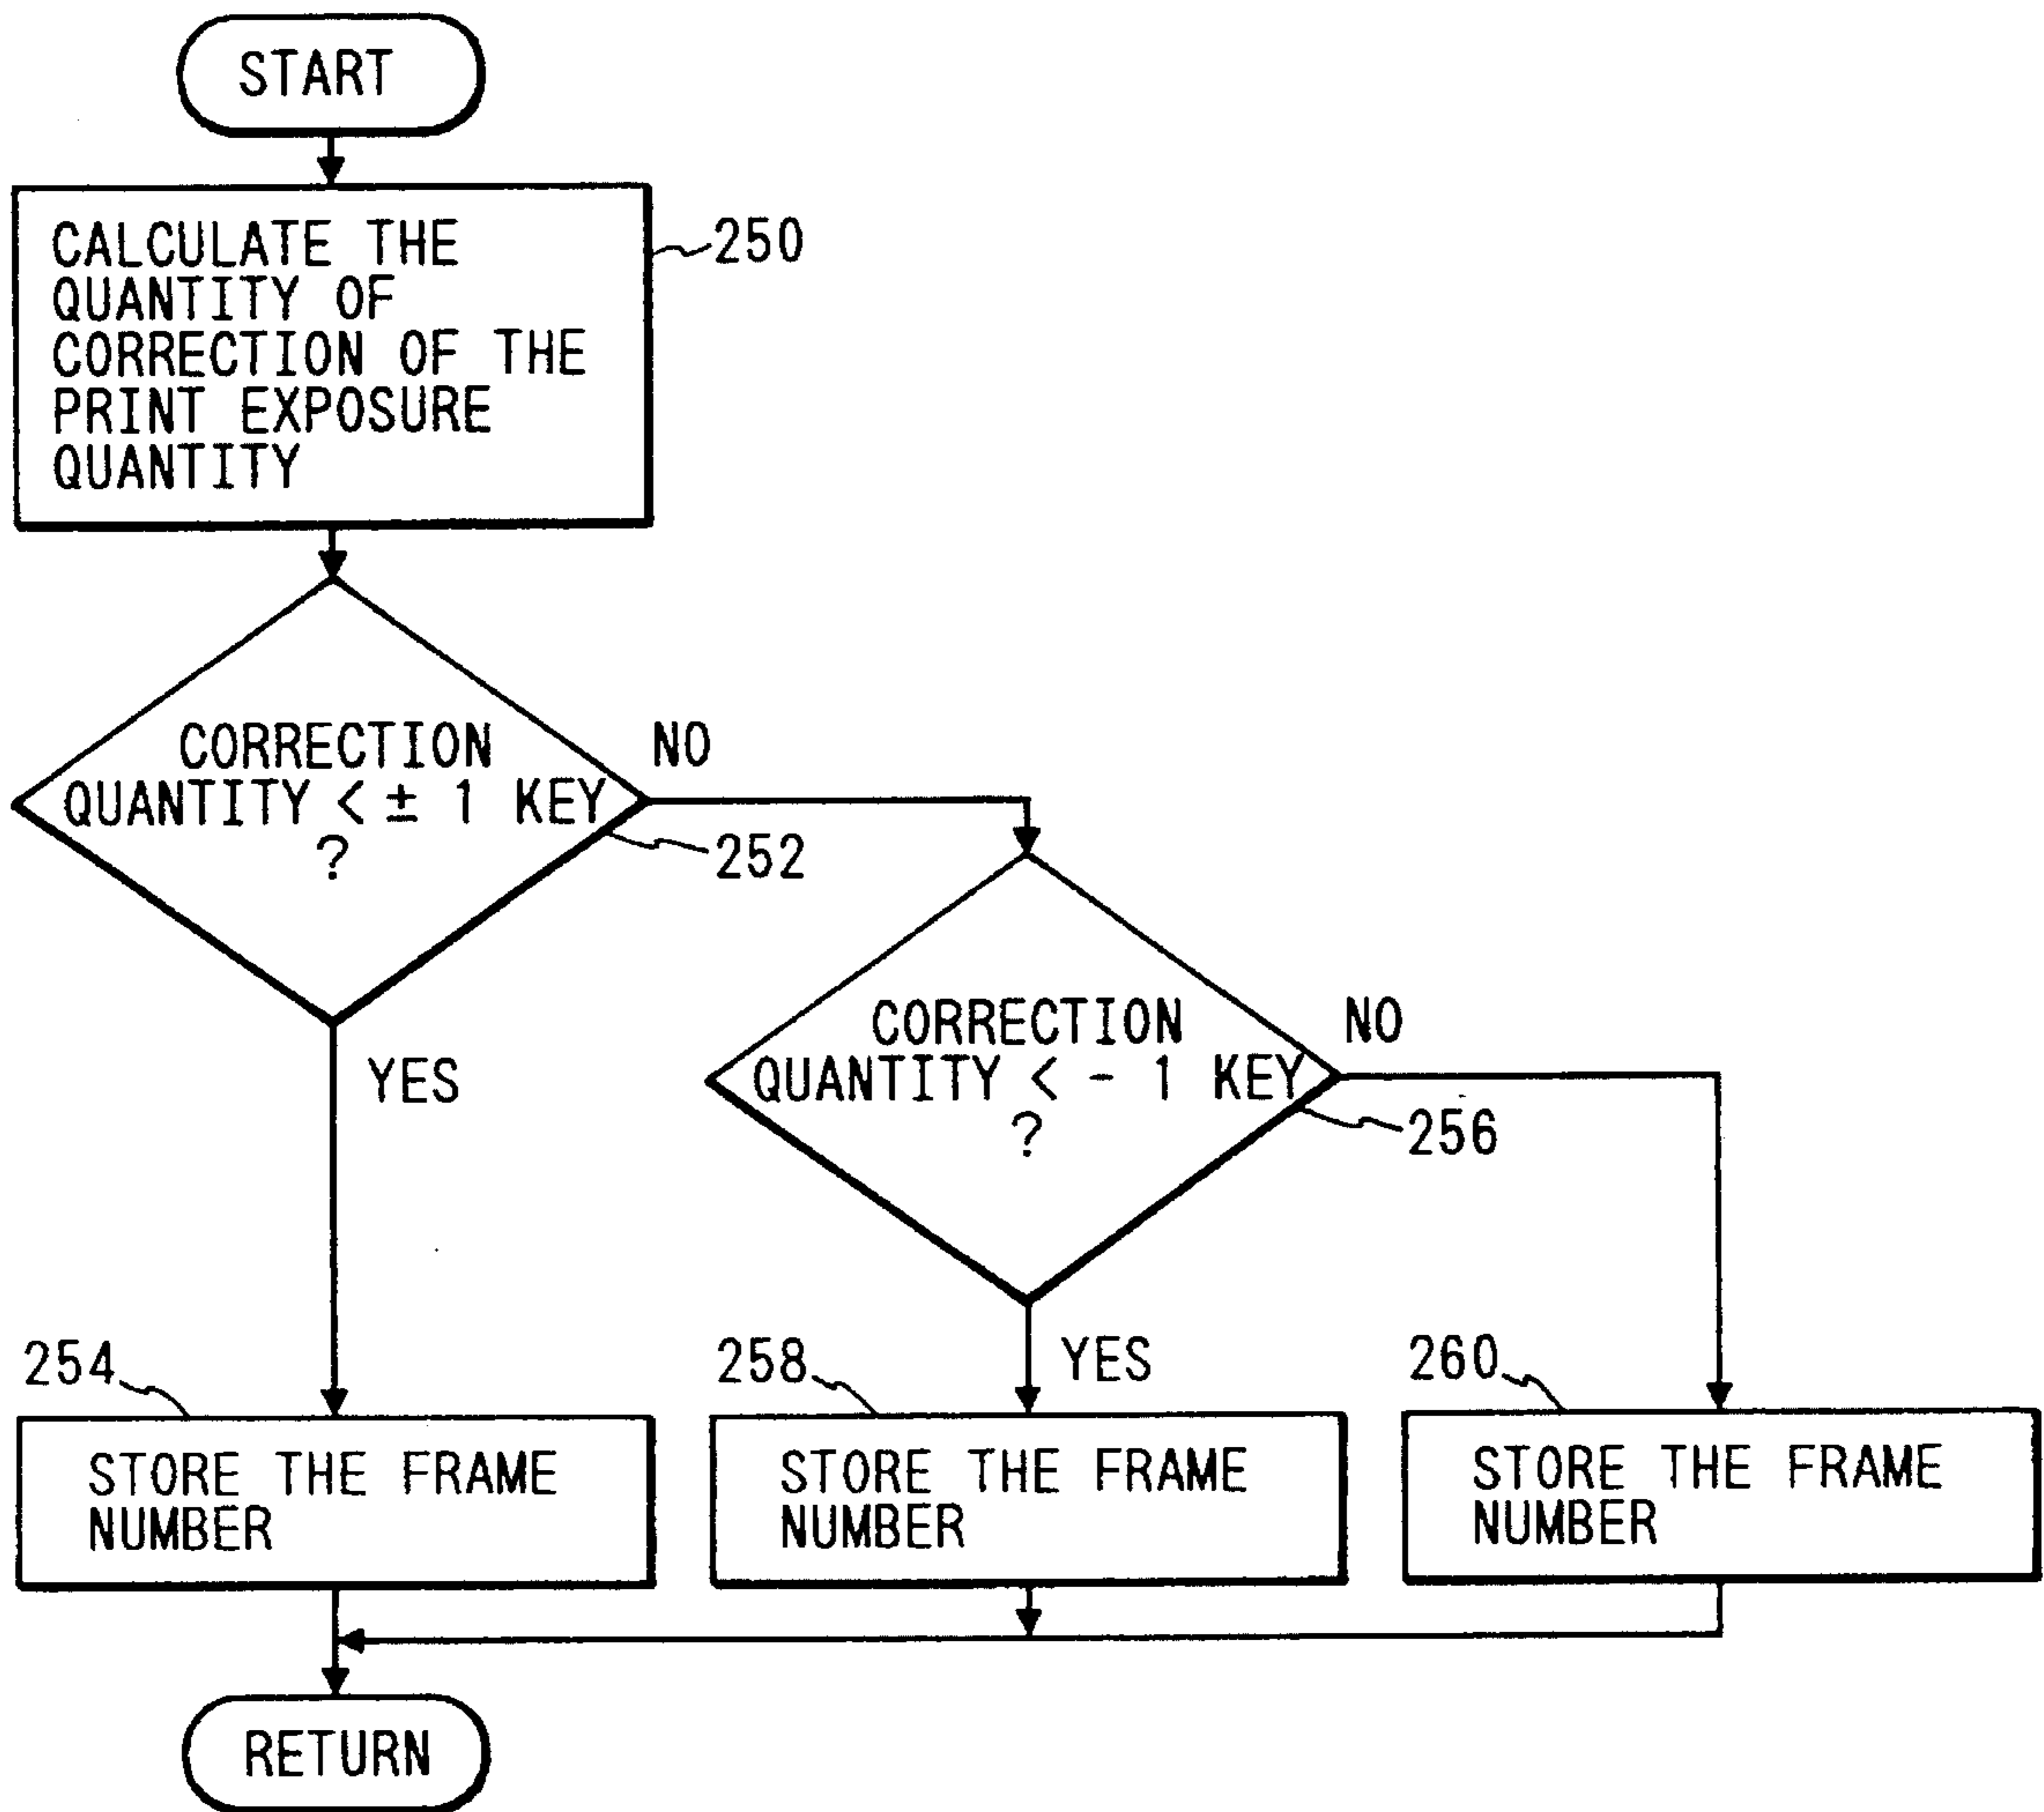 START
CALCULATE THE
QUANTITY OF
CORRECTION OF THE
PRINT EXPOSURE
QUANTITY
250
CORRECTION
QUANTITY < ± 1 KEY
?
NO
252
YES
CORRECTION
QUANTITY < - 1 KEY
?
NO
256
YES
254
STORE THE FRAME
NUMBER
258
STORE THE FRAME
NUMBER
260
STORE THE FRAME
NUMBER
RETURN